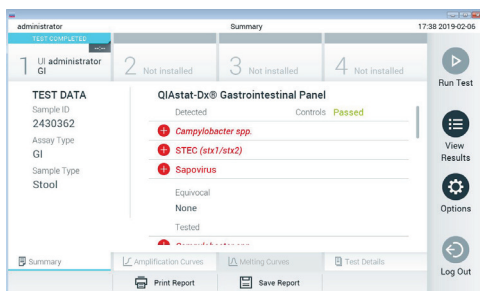 administrator Summary 17:38 2019-02-06
TEST COMPLETED
1 UI administrator GI
2 Not installed
3 Not installed
4 Not installed
Run Test
TEST DATA
Sample ID
2430362
Assay Type
GI
Sample Type
Stool
QIAstat-Dx® Gastrointestinal Panel
Detected Controls Passed
Campylobacter spp.
STEC (stx1/stx2)
Sapovirus
Equivocal
None
Tested
View Results
Options
Log Out
Summary Amplification Curves Melting Curves Test Details
Print Report Save Report